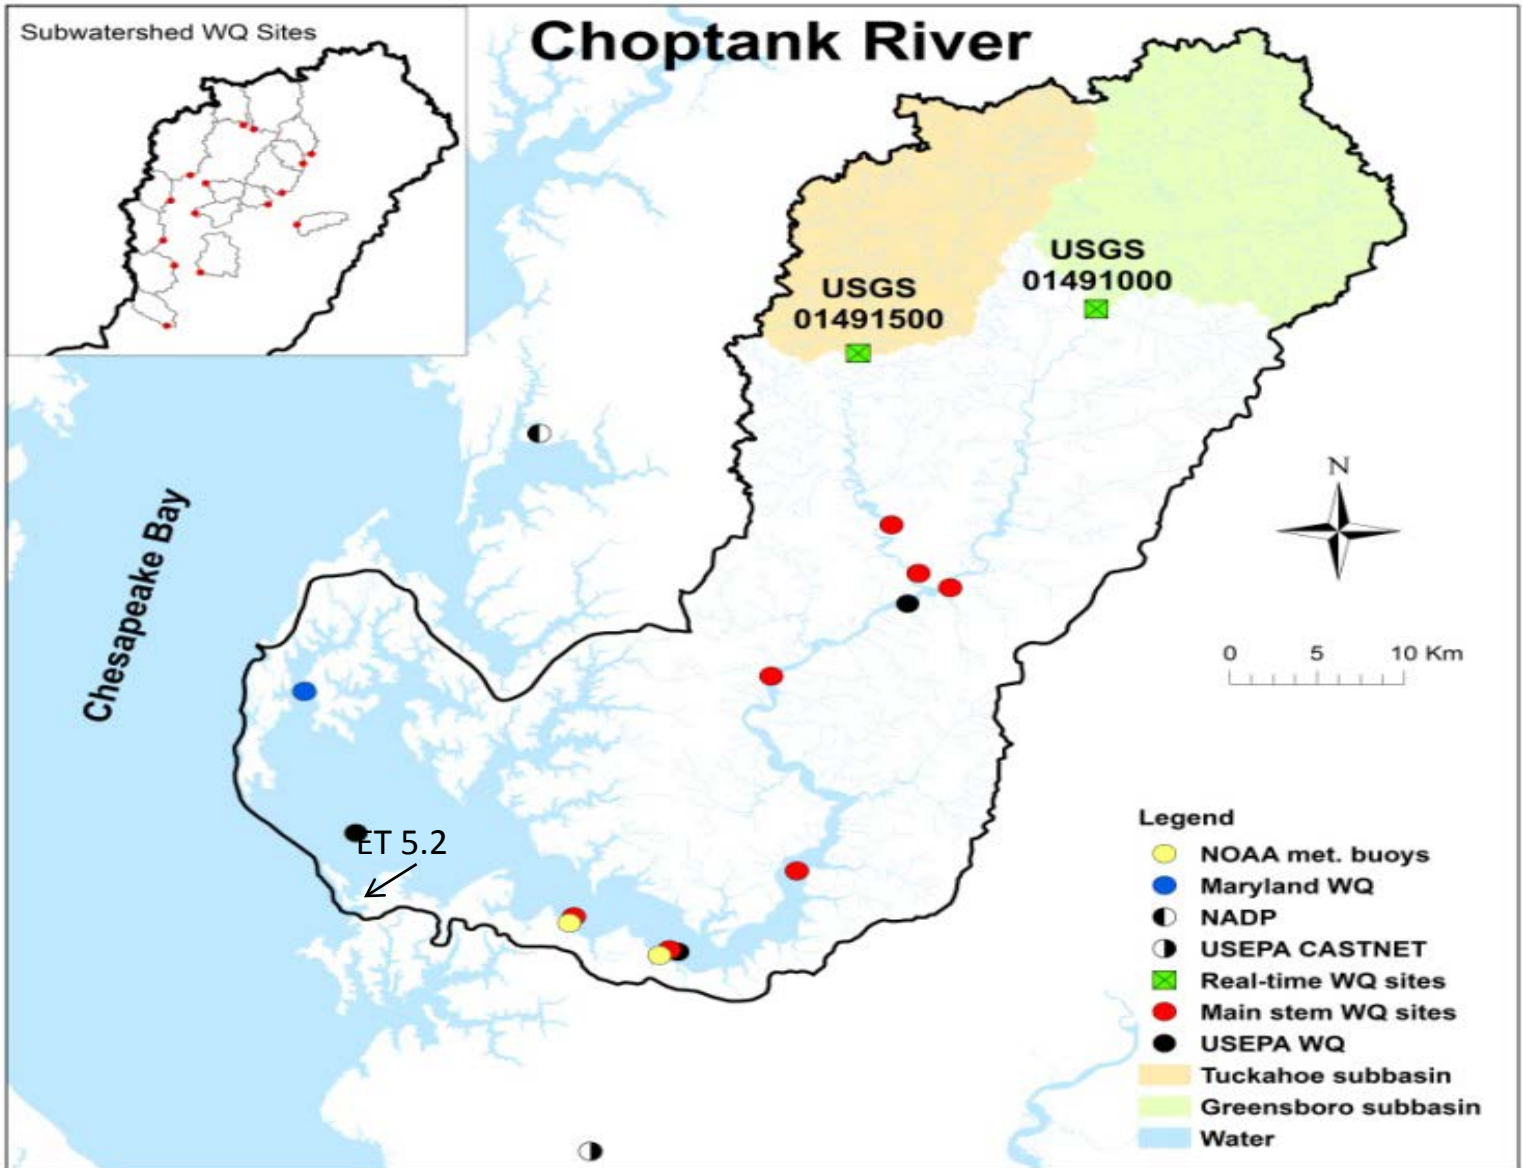 Subwatershed WQ Sites
Choptank River
USGS
01491000
USGS
01491500
Chesapeake Bay
N
0 5 10 Km
ET 5.2
Legend
NOAA met. buoys
Maryland WQ
NADP
USEPA CASTNET
Real-time WQ sites
Main stem WQ sites
USEPA WQ
Tuckahoe subbasin
Greensboro subbasin
Water